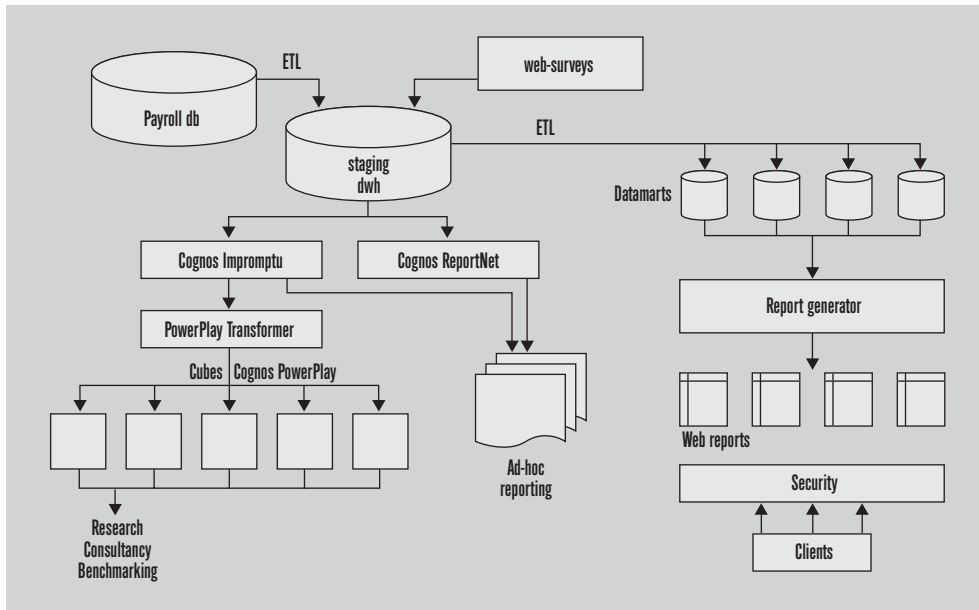 ETL
web-surveys
Payroll db
ETL
staging
dwh
Datamarts
Cognos Impromptu
Cognos ReportNet
Report generator
PowerPlay Transformer
Cubes
Cognos PowerPlay
Web reports
Ad-hoc
reporting
Security
Research
Consultancy
Benchmarking
Clients